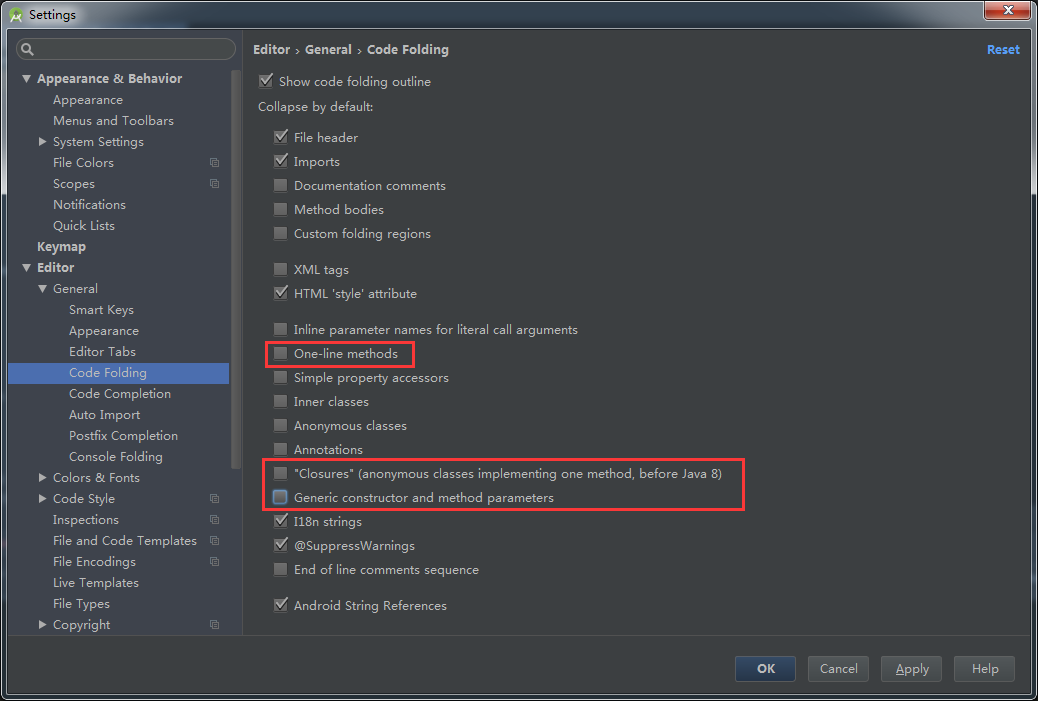 Settings
Appearance & Behavior
Appearance
Menus and Toolbars
System Settings
File Colors
Scopes
Notifications
Quick Lists
Keymap
Editor
General
Smart Keys
Appearance
Editor Tabs
Code Folding
Code Completion
Auto Import
Postfix Completion
Console Folding
Colors & Fonts
Code Style
Inspections
File and Code Templates
File Encodings
Live Templates
File Types
Copyright
Editor › General › Code Folding
Reset
Show code folding outline
Collapse by default:
File header
Imports
Documentation comments
Method bodies
Custom folding regions
XML tags
HTML 'style' attribute
Inline parameter names for literal call arguments
One-line methods
Simple property accessors
Inner classes
Anonymous classes
Annotations
"Closures" (anonymous classes implementing one method, before Java 8)
Generic constructor and method parameters
I18n strings
@SuppressWarnings
End of line comments sequence
Android String References
OK
Cancel
Apply
Help